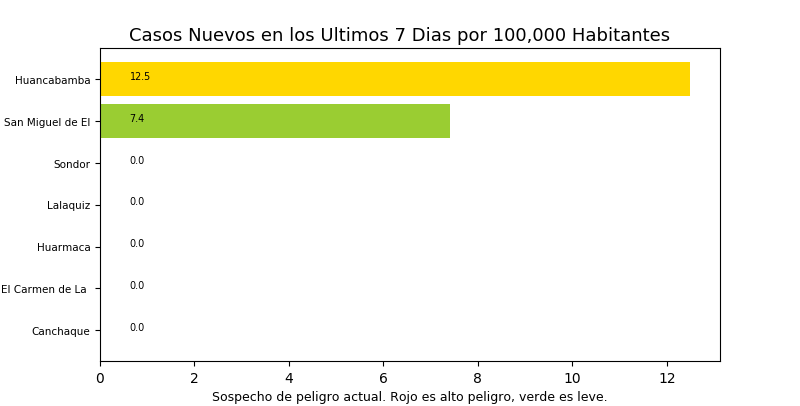 Casos Nuevos en los Ultimos 7 Dias por 100,000 Habitantes
Huancabamba 12.5
San Miguel de El 7.4
Sondor 0.0
Lalaquiz 0.0
Huarmaca 0.0
El Carmen de La 0.0
Canchaque 0.0
0 2 4 6 8 10 12
Sospecho de peligro actual. Rojo es alto peligro, verde es leve.